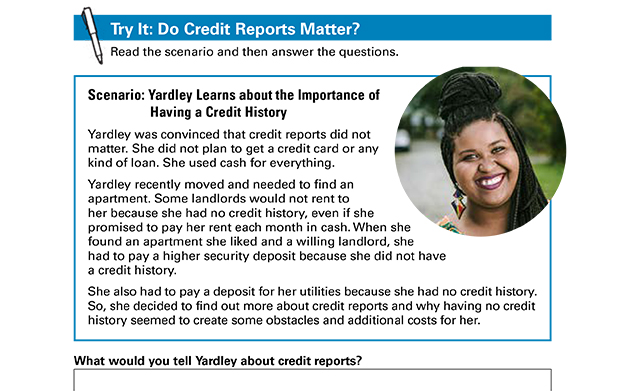 Try It: Do Credit Reports Matter?
Read the scenario and then answer the questions.
Scenario: Yardley Learns about the Importance of
Having a Credit History
Yardley was convinced that credit reports did not
matter. She did not plan to get a credit card or any
kind of loan. She used cash for everything.
Yardley recently moved and needed to find an
apartment. Some landlords would not rent to
her because she had no credit history, even if she
promised to pay her rent each month in cash. When she
found an apartment she liked and a willing landlord, she
had to pay a higher security deposit because she did not have
a credit history.
She also had to pay a deposit for her utilities because she had no credit history.
So, she decided to find out more about credit reports and why having no credit
history seemed to create some obstacles and additional costs for her.
What would you tell Yardley about credit reports?